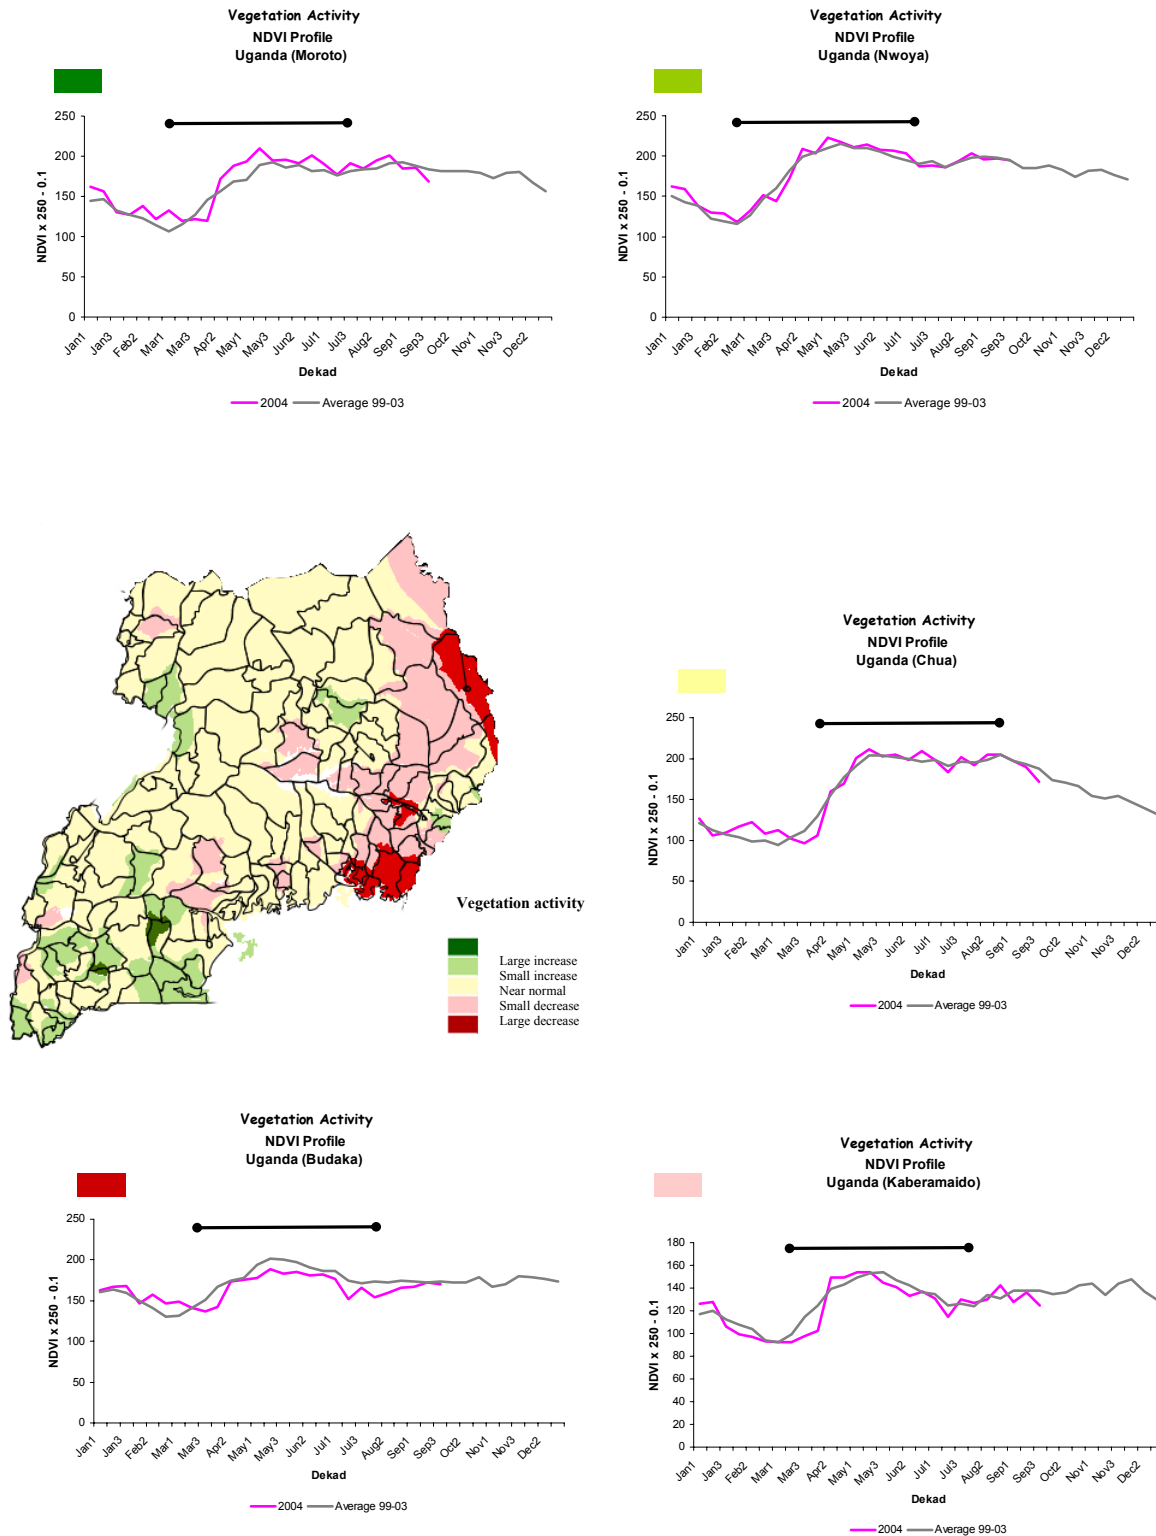 Vegetation Activity
NDVI Profile
Uganda (Moroto)
250
200
150
100
50
0
NDVI x 250 - 0.1
Jan1 Jan3 Feb2 Mar1 Mar3 Apr2 May1 May3 Jun2 Jul1 Jul3 Aug2 Sep1 Sep3 Oct2 Nov1 Nov3 Dec2
Dekad
2004 Average 99-03
Vegetation Activity
NDVI Profile
Uganda (Nwoya)
250
200
150
100
50
0
NDVI x 250 - 0.1
Jan1 Jan3 Feb2 Mar1 Mar3 Apr2 May1 May3 Jun2 Jul1 Jul3 Aug2 Sep1 Sep3 Oct2 Nov1 Nov3 Dec2
Dekad
2004 Average 99-03
Vegetation activity
Large increase
Small increase
Near normal
Small decrease
Large decrease
Vegetation Activity
NDVI Profile
Uganda (Chua)
250
200
150
100
50
0
NDVI x 250 - 0.1
Jan1 Jan3 Feb2 Mar1 Mar3 Apr2 May1 May3 Jun2 Jul1 Jul3 Aug2 Sep1 Sep3 Oct2 Nov1 Nov3 Dec2
Dekad
2004 Average 99-03
Vegetation Activity
NDVI Profile
Uganda (Budaka)
250
200
150
100
50
0
NDVI x 250 - 0.1
Jan1 Jan3 Feb2 Mar1 Mar3 Apr2 May1 May3 Jun2 Jul1 Jul3 Aug2 Sep1 Sep3 Oct2 Nov1 Nov3 Dec2
Dekad
2004 Average 99-03
Vegetation Activity
NDVI Profile
Uganda (Kaberamaido)
180
160
140
120
100
80
60
40
20
0
NDVI x 250 - 0.1
Jan1 Jan3 Feb2 Mar1 Mar3 Apr2 May1 May3 Jun2 Jul1 Jul3 Aug2 Sep1 Sep3 Oct2 Nov1 Nov3 Dec2
Dekad
2004 Average 99-03